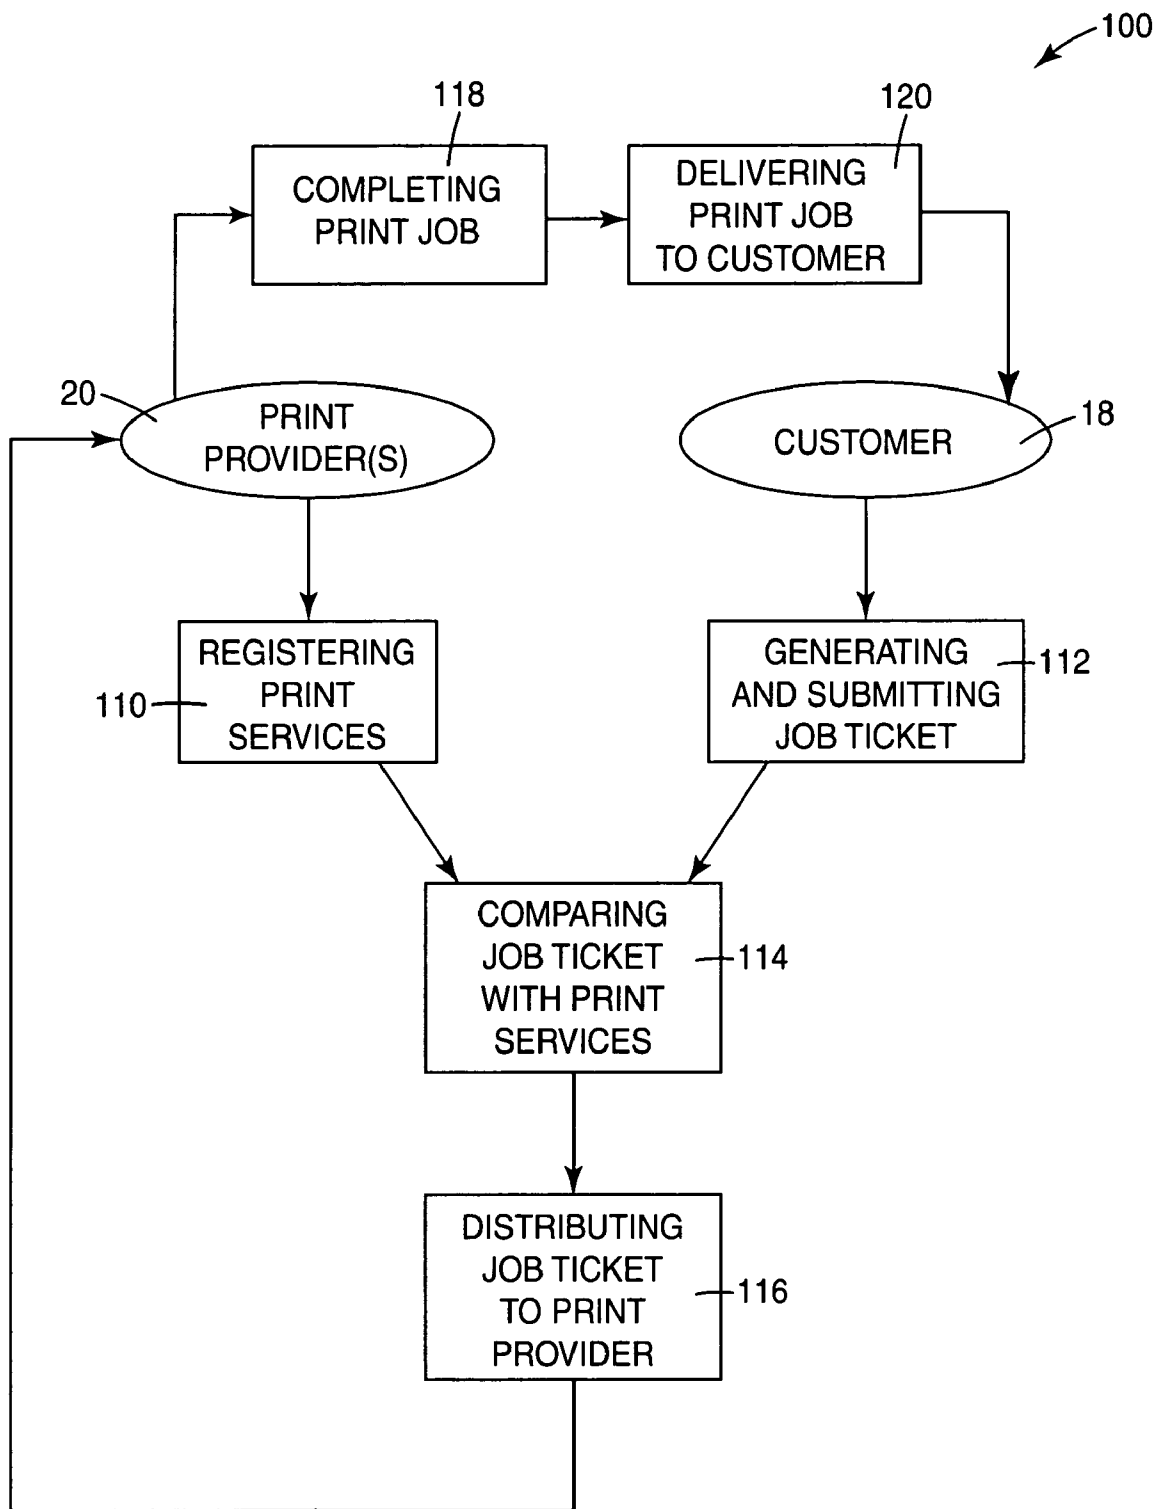 100
118
120
COMPLETING
PRINT JOB
DELIVERING
PRINT JOB
TO CUSTOMER
20
PRINT
PROVIDER(S)
CUSTOMER
18
REGISTERING
PRINT
SERVICES
110
GENERATING
AND SUBMITTING
JOB TICKET
112
COMPARING
JOB TICKET
WITH PRINT
SERVICES
114
DISTRIBUTING
JOB TICKET
TO PRINT
PROVIDER
116